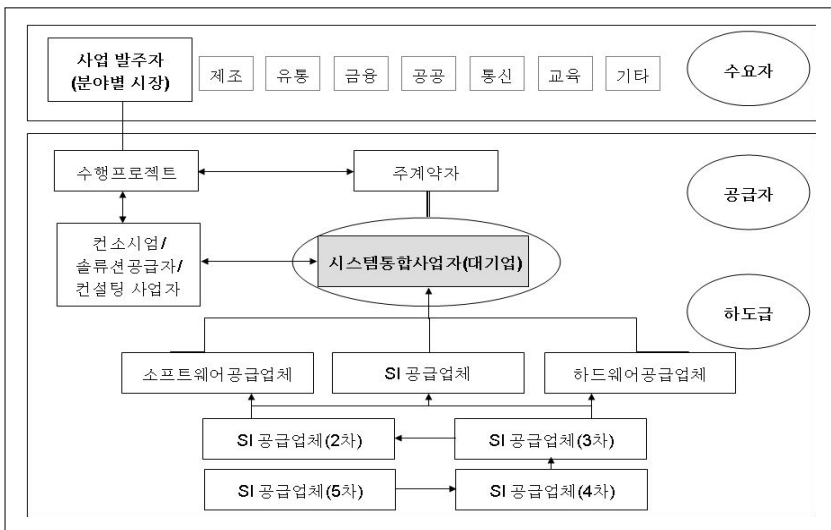 사업 발주자
(분야별 시장)
제조
유통
금융
공공
통신
교육
기타
수요자
수행프로젝트
주계약자
공급자
컨소시엄/
솔류션공급자/
컨설팅 사업자
시스템통합사업자(대기업)
하도급
소프트웨어공급업체
SI 공급업체
하드웨어공급업체
SI 공급업체(2차)
SI 공급업체(3차)
SI 공급업체(5차)
SI 공급업체(4차)